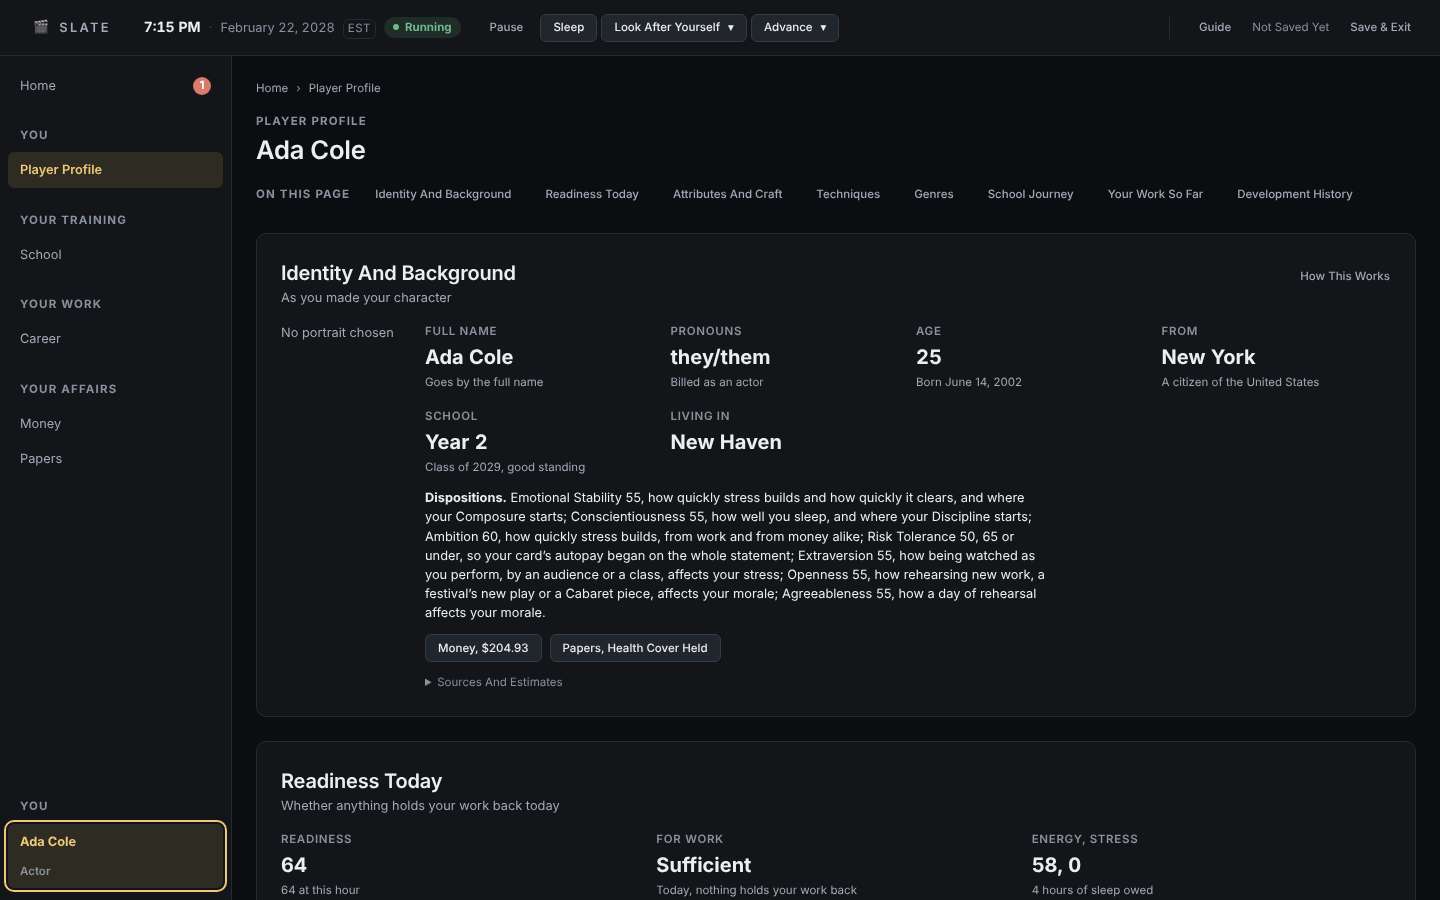 SLATE
7:15 PM · February 22, 2028 EST Running Pause Sleep Look After Yourself ▾ Advance ▾ Guide Not Saved Yet Save & Exit
Home 1
YOU
Player Profile
YOUR TRAINING
School
YOUR WORK
Career
YOUR AFFAIRS
Money
Papers
YOU
Ada Cole
Actor
Home › Player Profile
PLAYER PROFILE
Ada Cole
ON THIS PAGE Identity And Background Readiness Today Attributes And Craft Techniques Genres School Journey Your Work So Far Development History
Identity And Background
How This Works
As you made your character
No portrait chosen
FULL NAME
Ada Cole
Goes by the full name
PRONOUNS
they/them
Billed as an actor
AGE
25
Born June 14, 2002
FROM
New York
A citizen of the United States
SCHOOL
Year 2
Class of 2029, good standing
LIVING IN
New Haven
Dispositions. Emotional Stability 55, how quickly stress builds and how quickly it clears, and where
your Composure starts; Conscientiousness 55, how well you sleep, and where your Discipline starts;
Ambition 60, how quickly stress builds, from work and from money alike; Risk Tolerance 50, 65 or
under, so your card’s autopay began on the whole statement; Extraversion 55, how being watched as
you perform, by an audience or a class, affects your stress; Openness 55, how rehearsing new work, a
festival’s new play or a Cabaret piece, affects your morale; Agreeableness 55, how a day of rehearsal
affects your morale.
Money, $204.93
Papers, Health Cover Held
▶ Sources And Estimates
Readiness Today
Whether anything holds your work back today
READINESS
64
64 at this hour
FOR WORK
Sufficient
Today, nothing holds your work back
ENERGY, STRESS
58, 0
4 hours of sleep owed